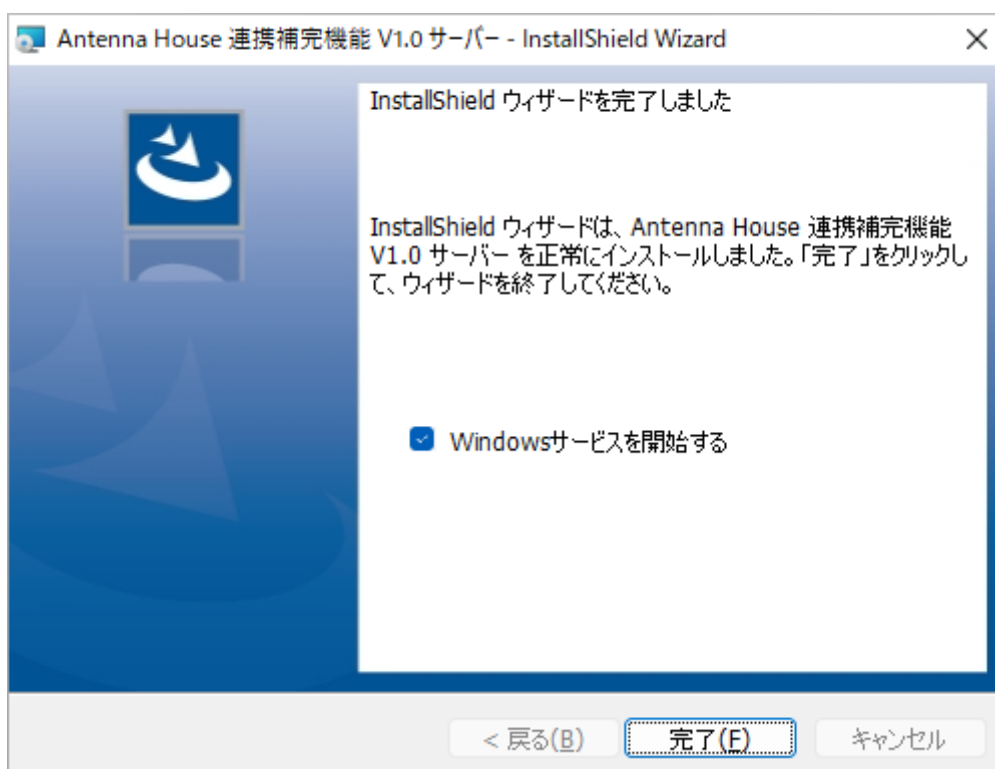 Antenna House 連携補完機能 V1.0 サーバー - InstallShield Wizard
InstallShield ウィザードを完了しました
InstallShield ウィザードは、Antenna House 連携補完機能
V1.0 サーバー を正常にインストールしました。「完了」をクリックし
て、ウィザードを終了してください。
Windowsサービスを開始する
< 戻る(B)
完了(F)
キャンセル